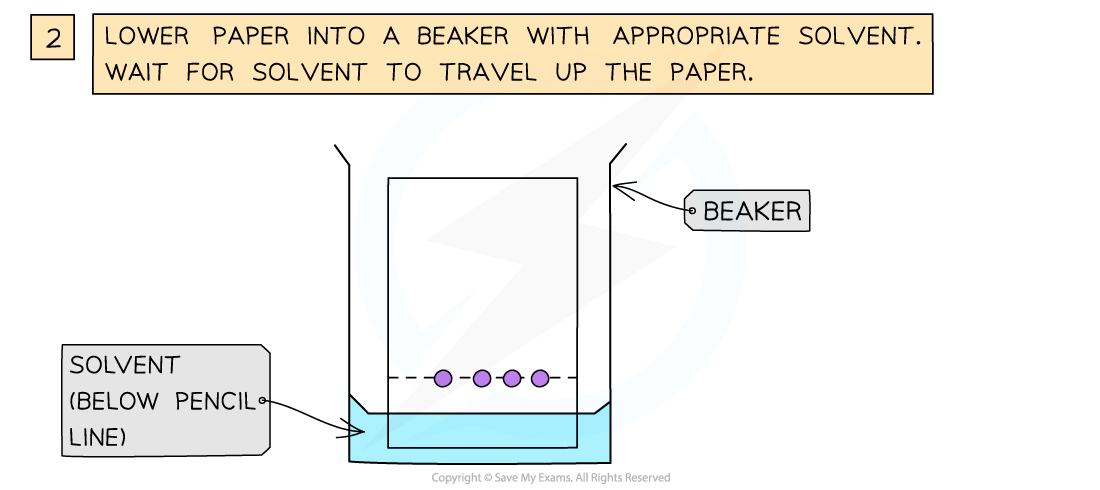 2
LOWER PAPER INTO A BEAKER WITH APPROPRIATE SOLVENT.
WAIT FOR SOLVENT TO TRAVEL UP THE PAPER.
BEAKER
SOLVENT
(BELOW PENCIL
LINE)
Copyright © Save My Exams. All Rights Reserved